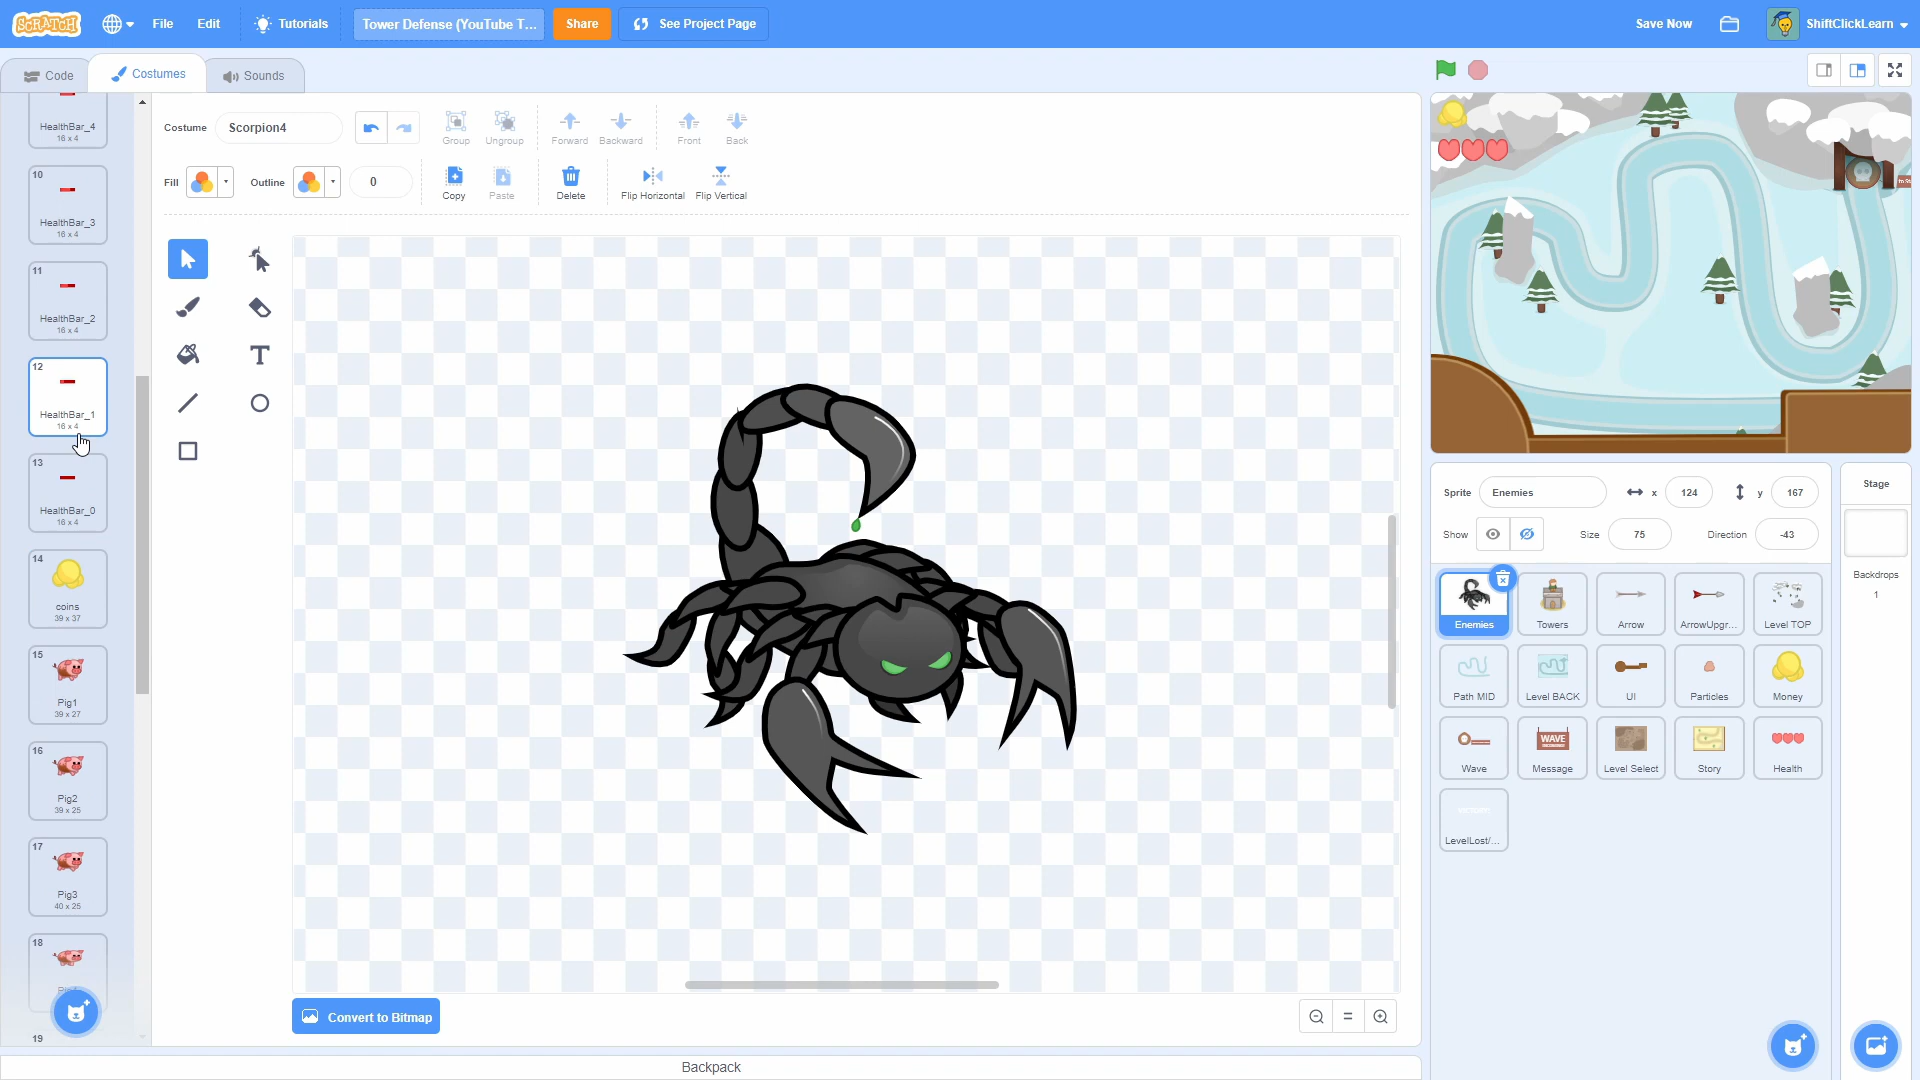 SCRATCH
File
Edit
Tutorials
Tower Defense (YouTube T...
Share
See Project Page
Save Now
ShiftClickLearn
Code
Costumes
Sounds
HealthBar_4
16 x 4
10
HealthBar_3
16 x 4
11
HealthBar_2
16 x 4
12
HealthBar_1
16 x 4
13
HealthBar_0
16 x 4
14
coins
39 x 37
15
Pig1
39 x 27
16
Pig2
39 x 25
17
Pig3
40 x 25
18
19
Costume
Scorpion4
Group
Ungroup
Forward
Backward
Front
Back
Fill
Outline
0
Copy
Paste
Delete
Flip Horizontal
Flip Vertical
Convert to Bitmap
Backpack
Sprite
Enemies
x
124
y
167
Show
Size
75
Direction
-43
Stage
Backdrops
1
Enemies
Towers
Arrow
ArrowUpgr...
Level TOP
Path MID
Level BACK
UI
Particles
Money
Wave
WAVE
Message
Level Select
Story
Health
LevelLost/...